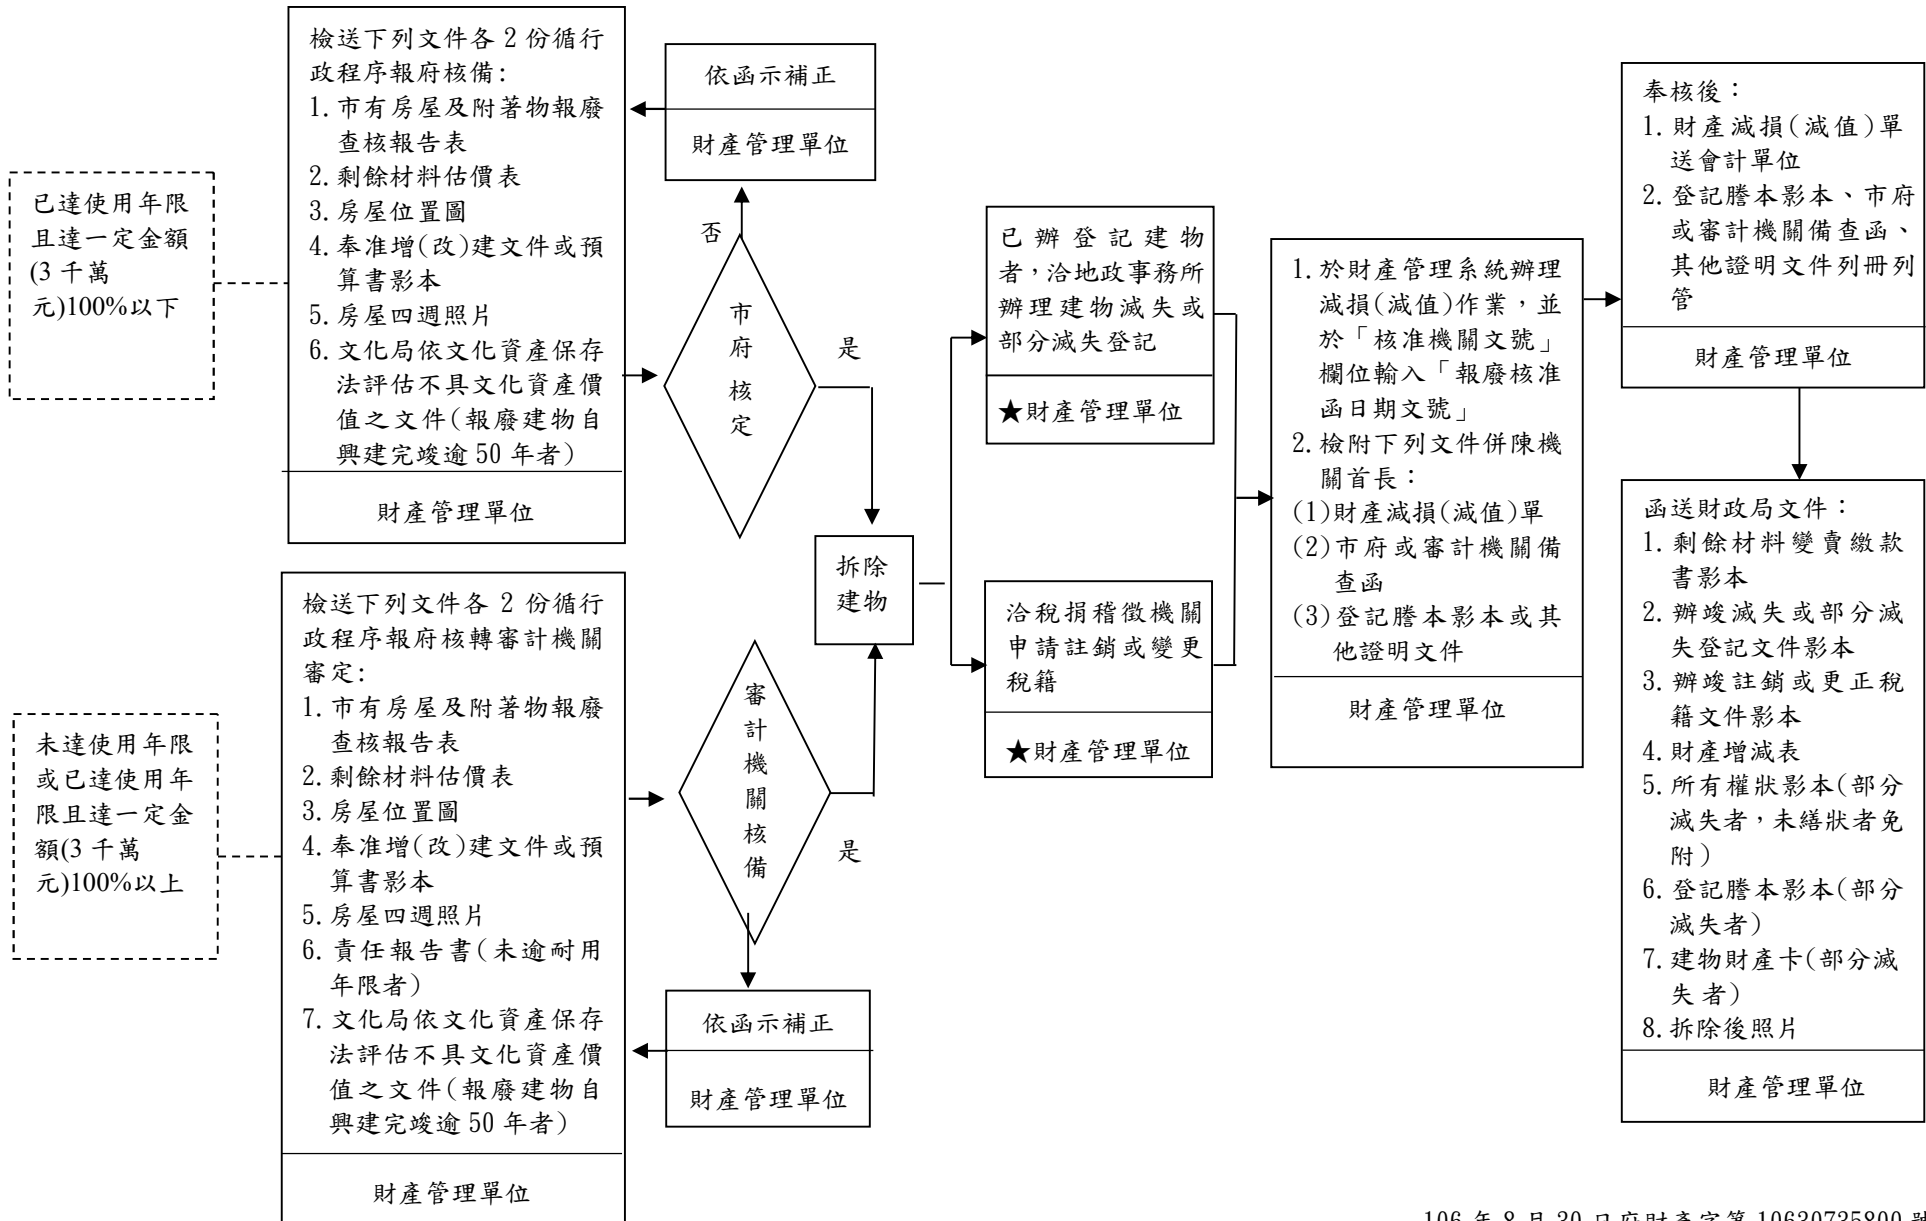 已達使用年限
且達一定金額
(3 千萬
元)100%以下
檢送下列文件各 2 份循行
政程序報府核備:
1. 市有房屋及附著物報廢
查核報告表
2. 剩餘材料估價表
3. 房屋位置圖
4. 奉准增(改)建文件或預
算書影本
5. 房屋四週照片
6. 文化局依文化資產保存
法評估不具文化資產價
值之文件(報廢建物自
興建完竣逾 50 年者)
財產管理單位
依函示補正
財產管理單位
否
市
府
核
定
是
未達使用年限
或已達使用年
限且達一定金
額(3 千萬
元)100%以上
檢送下列文件各 2 份循行
政程序報府核轉審計機關
審定:
1. 市有房屋及附著物報廢
查核報告表
2. 剩餘材料估價表
3. 房屋位置圖
4. 奉准增(改)建文件或預
算書影本
5. 房屋四週照片
6. 責任報告書(未逾耐用
年限者)
7. 文化局依文化資產保存
法評估不具文化資產價
值之文件(報廢建物自
興建完竣逾 50 年者)
財產管理單位
審
計
機
關
核
備
是
依函示補正
財產管理單位
拆除
建物
已辦登記建物
者，洽地政事務所
辦理建物滅失或
部分滅失登記
★財產管理單位
洽稅捐稽徵機關
申請註銷或變更
稅籍
★財產管理單位
1. 於財產管理系統辦理
減損(減值)作業，並
於「核准機關文號」
欄位輸入「報廢核准
函日期文號」
2. 檢附下列文件併陳機
關首長：
(1)財產減損(減值)單
(2)市府或審計機關備
查函
(3)登記謄本影本或其
他證明文件
財產管理單位
奉核後：
1. 財產減損(減值)單
送會計單位
2. 登記謄本影本、市府
或審計機關備查函、
其他證明文件列冊列
管
財產管理單位
函送財政局文件：
1. 剩餘材料變賣繳款
書影本
2. 辦竣滅失或部分滅
失登記文件影本
3. 辦竣註銷或更正稅
籍文件影本
4. 財產增減表
5. 所有權狀影本(部分
滅失者，未繕狀者免
附)
6. 登記謄本影本(部分
滅失者)
7. 建物財產卡(部分滅
失者)
8. 拆除後照片
財產管理單位
106 年 8 月 30 日府財產字第 10630735800 號